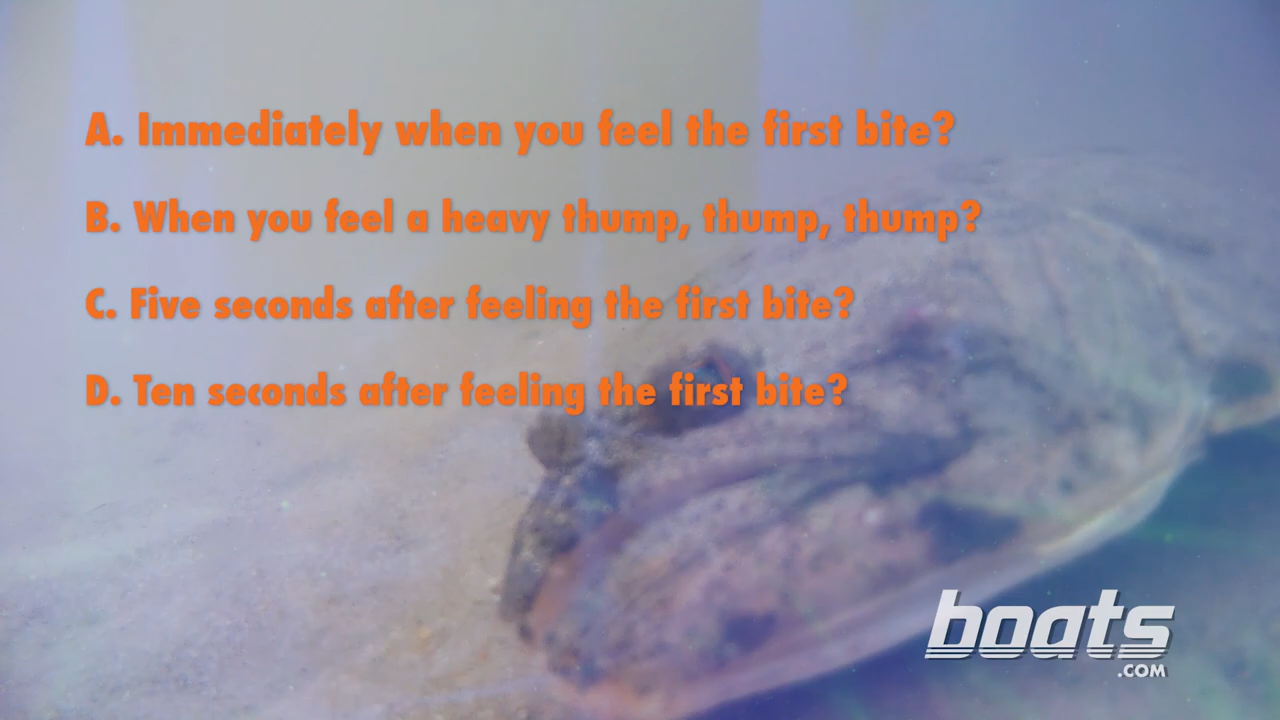 A. Immediately when you feel the first bite?
B. When you feel a heavy thump, thump, thump?
C. Five seconds after feeling the first bite?
D. Ten seconds after feeling the first bite?
boats
.COM